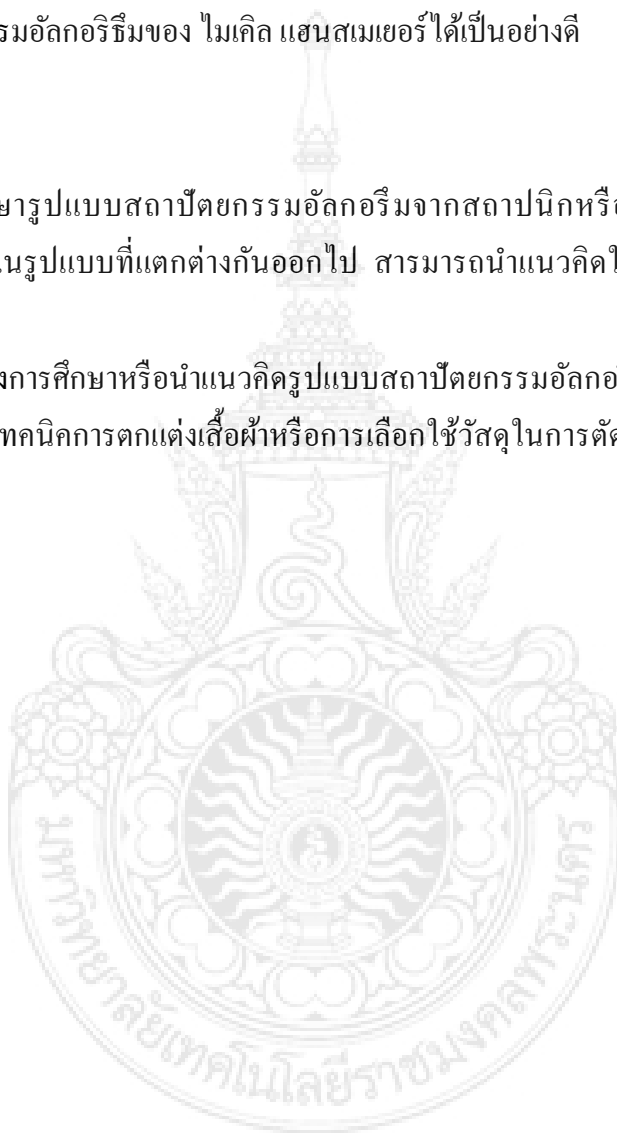 รมอัลกอริธึมของ ไมเคิล แฮนสเมเยอร์ ได้เป็นอย่างดี
ษารูปแบบสถาปัตยกรรมอัลกอรึมจากสถาปนิกหรือ
นรูปแบบที่แตกต่างกันออกไป สารมารถนำแนวคิด
งการศึกษาหรือนำแนวคิดรูปแบบสถาปัตยกรรมอัลกอ
ทคนิคการตกแต่งเสื้อผ้าหรือการเลือกใช้วัสดุในการตัด
มหาวิทยาลัยเทคโนโลยีราชมงคลพระนคร